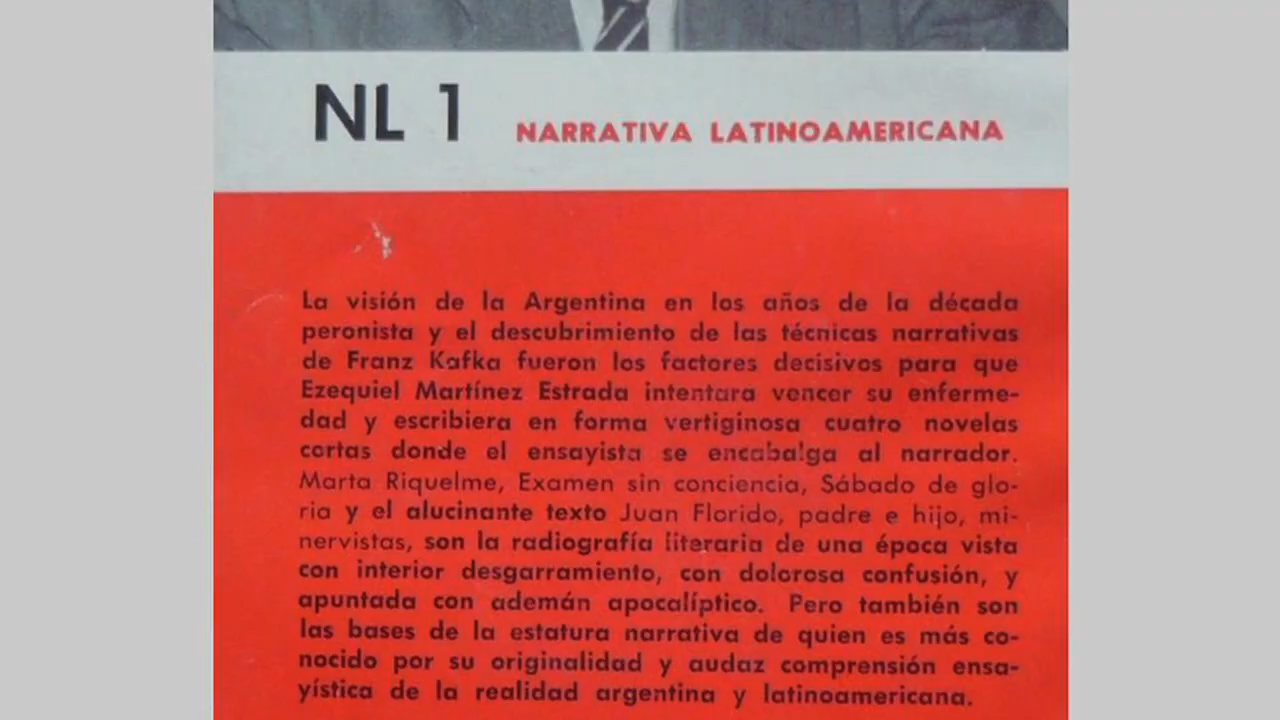 NL 1 NARRATIVA LATINOAMERICANA
La visión de la Argentina en los años de la década
peronista y el descubrimiento de las técnicas narrativas
de Franz Kafka fueron los factores decisivos para que
Ezequiel Martínez Estrada intentara vencer su enferme-
dad y escribiera en forma vertiginosa cuatro novelas
cortas donde el ensayista se encabalga al narrador.
Marta Riquelme, Examen sin conciencia, Sábado de glo-
ria y el alucinante texto Juan Florido, padre e hijo, mi-
nervistas, son la radiografía literaria de una época vista
con interior desgarramiento, con dolorosa confusión, y
apuntada con ademán apocalíptico. Pero también son
las bases de la estatura narrativa de quien es más co-
nocido por su originalidad y audaz comprensión ensa-
yística de la realidad argentina y latinoamericana.